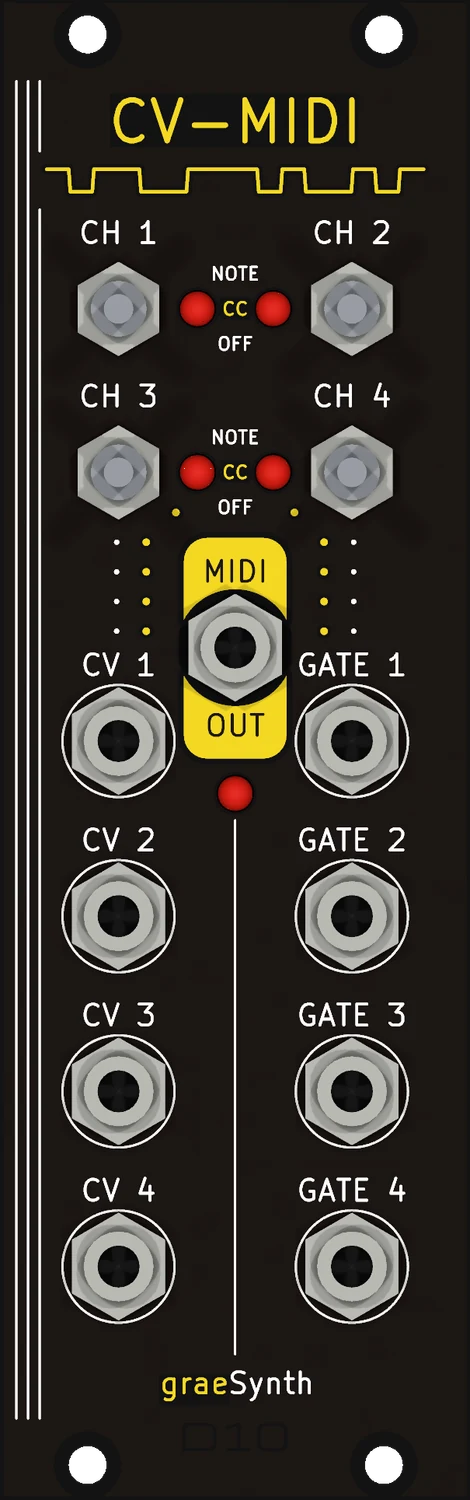 CV-MIDI
CH 1
CH 2
NOTE
CC
OFF
CH 3
CH 4
NOTE
CC
OFF
MIDI
OUT
CV 1
GATE 1
CV 2
GATE 2
CV 3
GATE 3
CV 4
GATE 4
graeSynth
D10